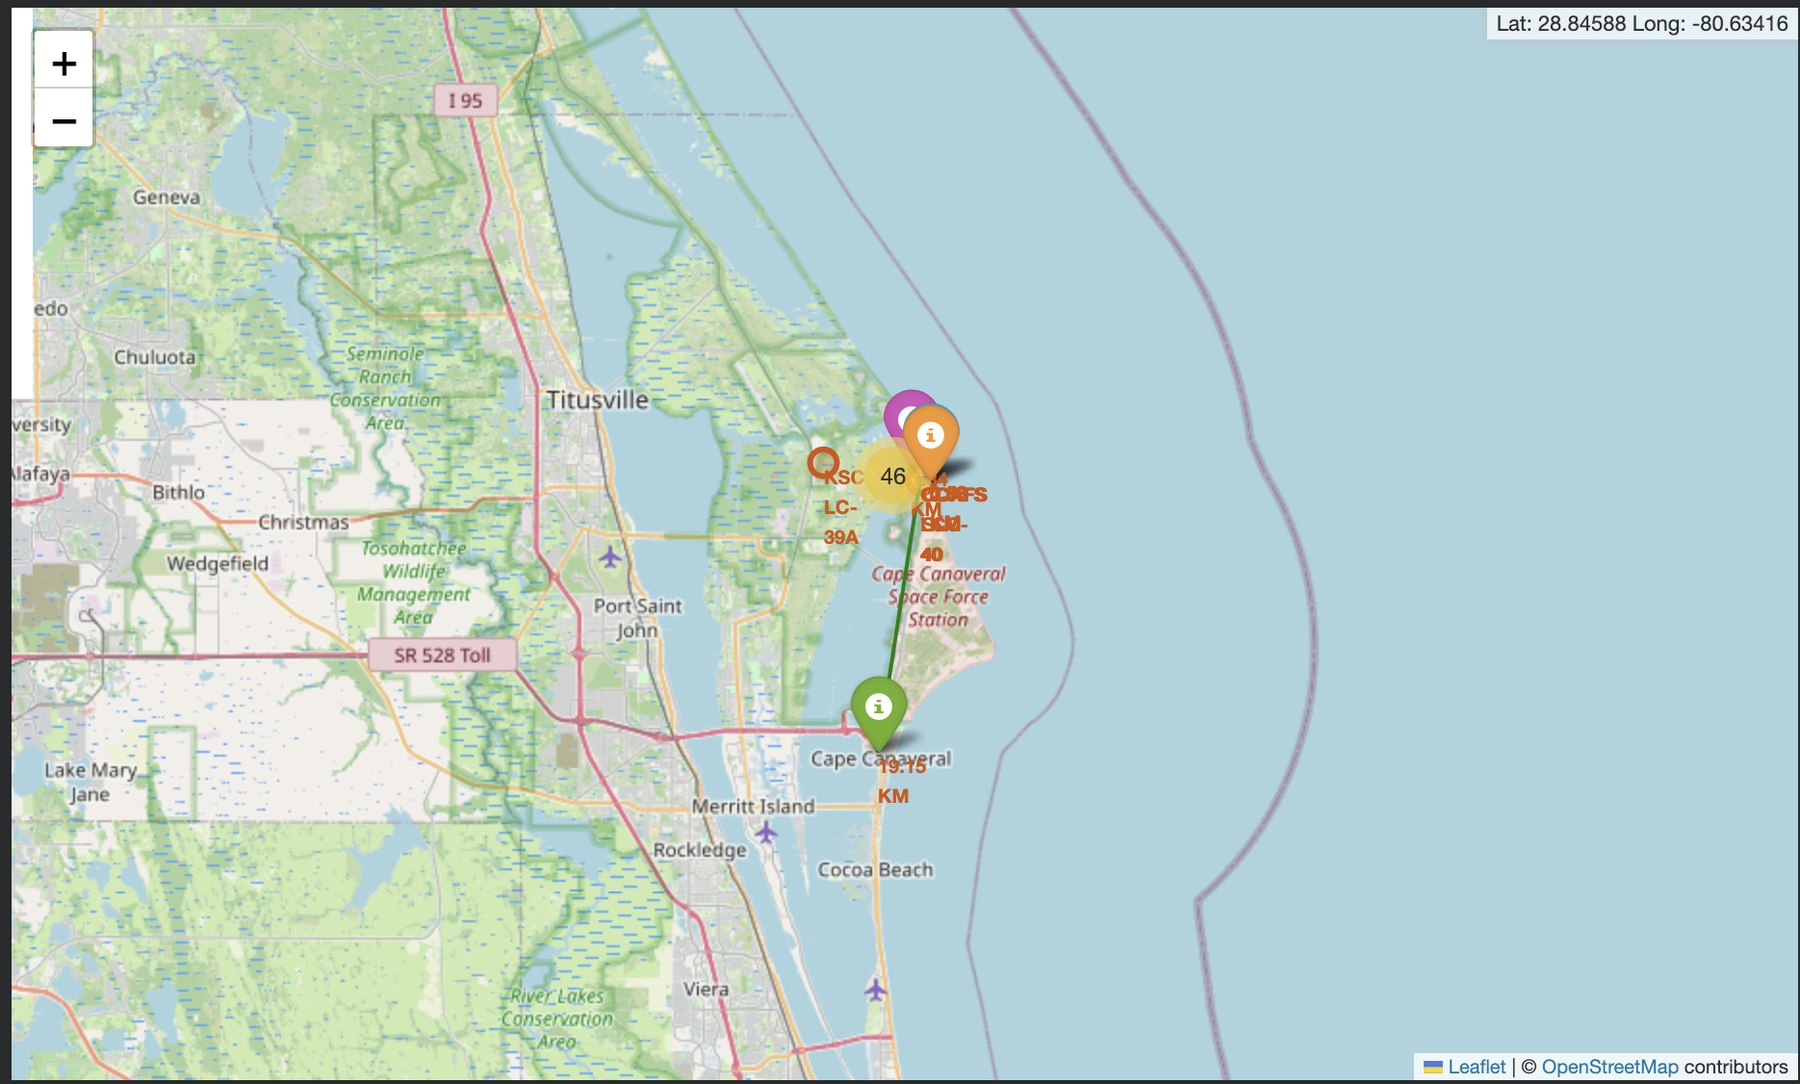 Lat: 28.84588 Long: -80.63416
+
−
I 95
Geneva
edo
Chuluota
Seminole
Ranch
Conservation
Area
Titusville
versity
Alafaya
Bithlo
46
KSC
LC-
39A
KM
40
Christmas
Wedgefield
Tosohatchee
Wildlife
Management
Area
Cape Canaveral
Space Force
Station
Port Saint
John
SR 528 Toll
Cape Canaveral
19.15
KM
Lake Mary
Jane
Merritt Island
Rockledge
Cocoa Beach
Viera
River Lakes
Conservation
Area
Leaflet | © OpenStreetMap contributors